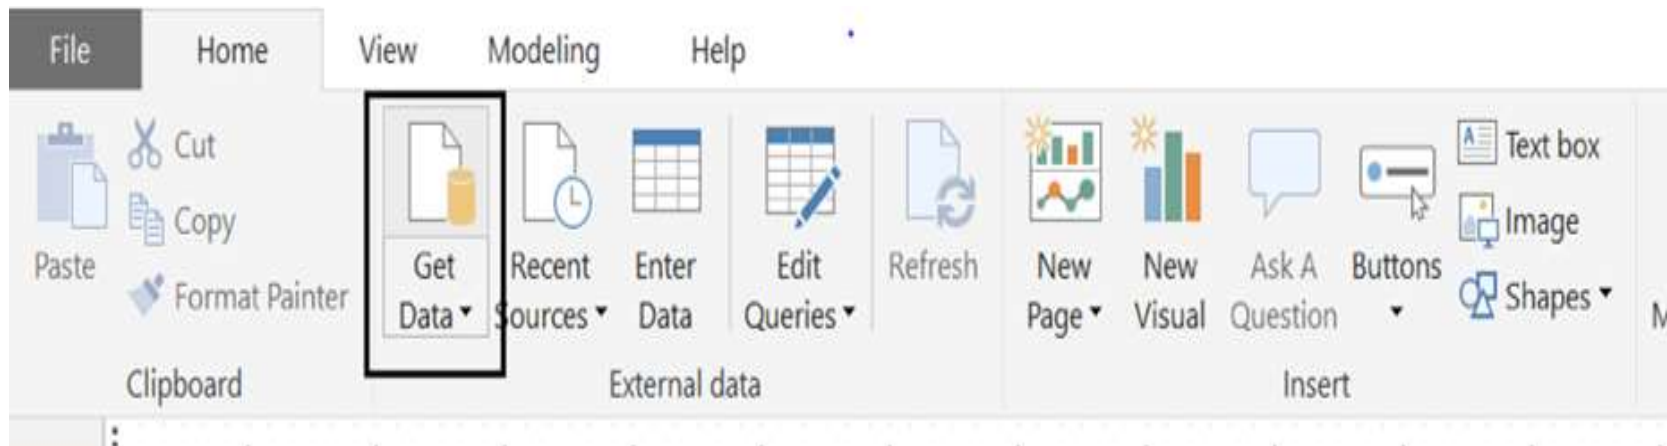 File Home View Modeling Help
Paste
Cut
Copy
Format Painter
Clipboard
Get
Data
Recent
Sources
Enter
Data
Edit
Queries
Refresh
External data
New
Page
New
Visual
Ask A
Question
Buttons
Text box
Image
Shapes
Insert
M